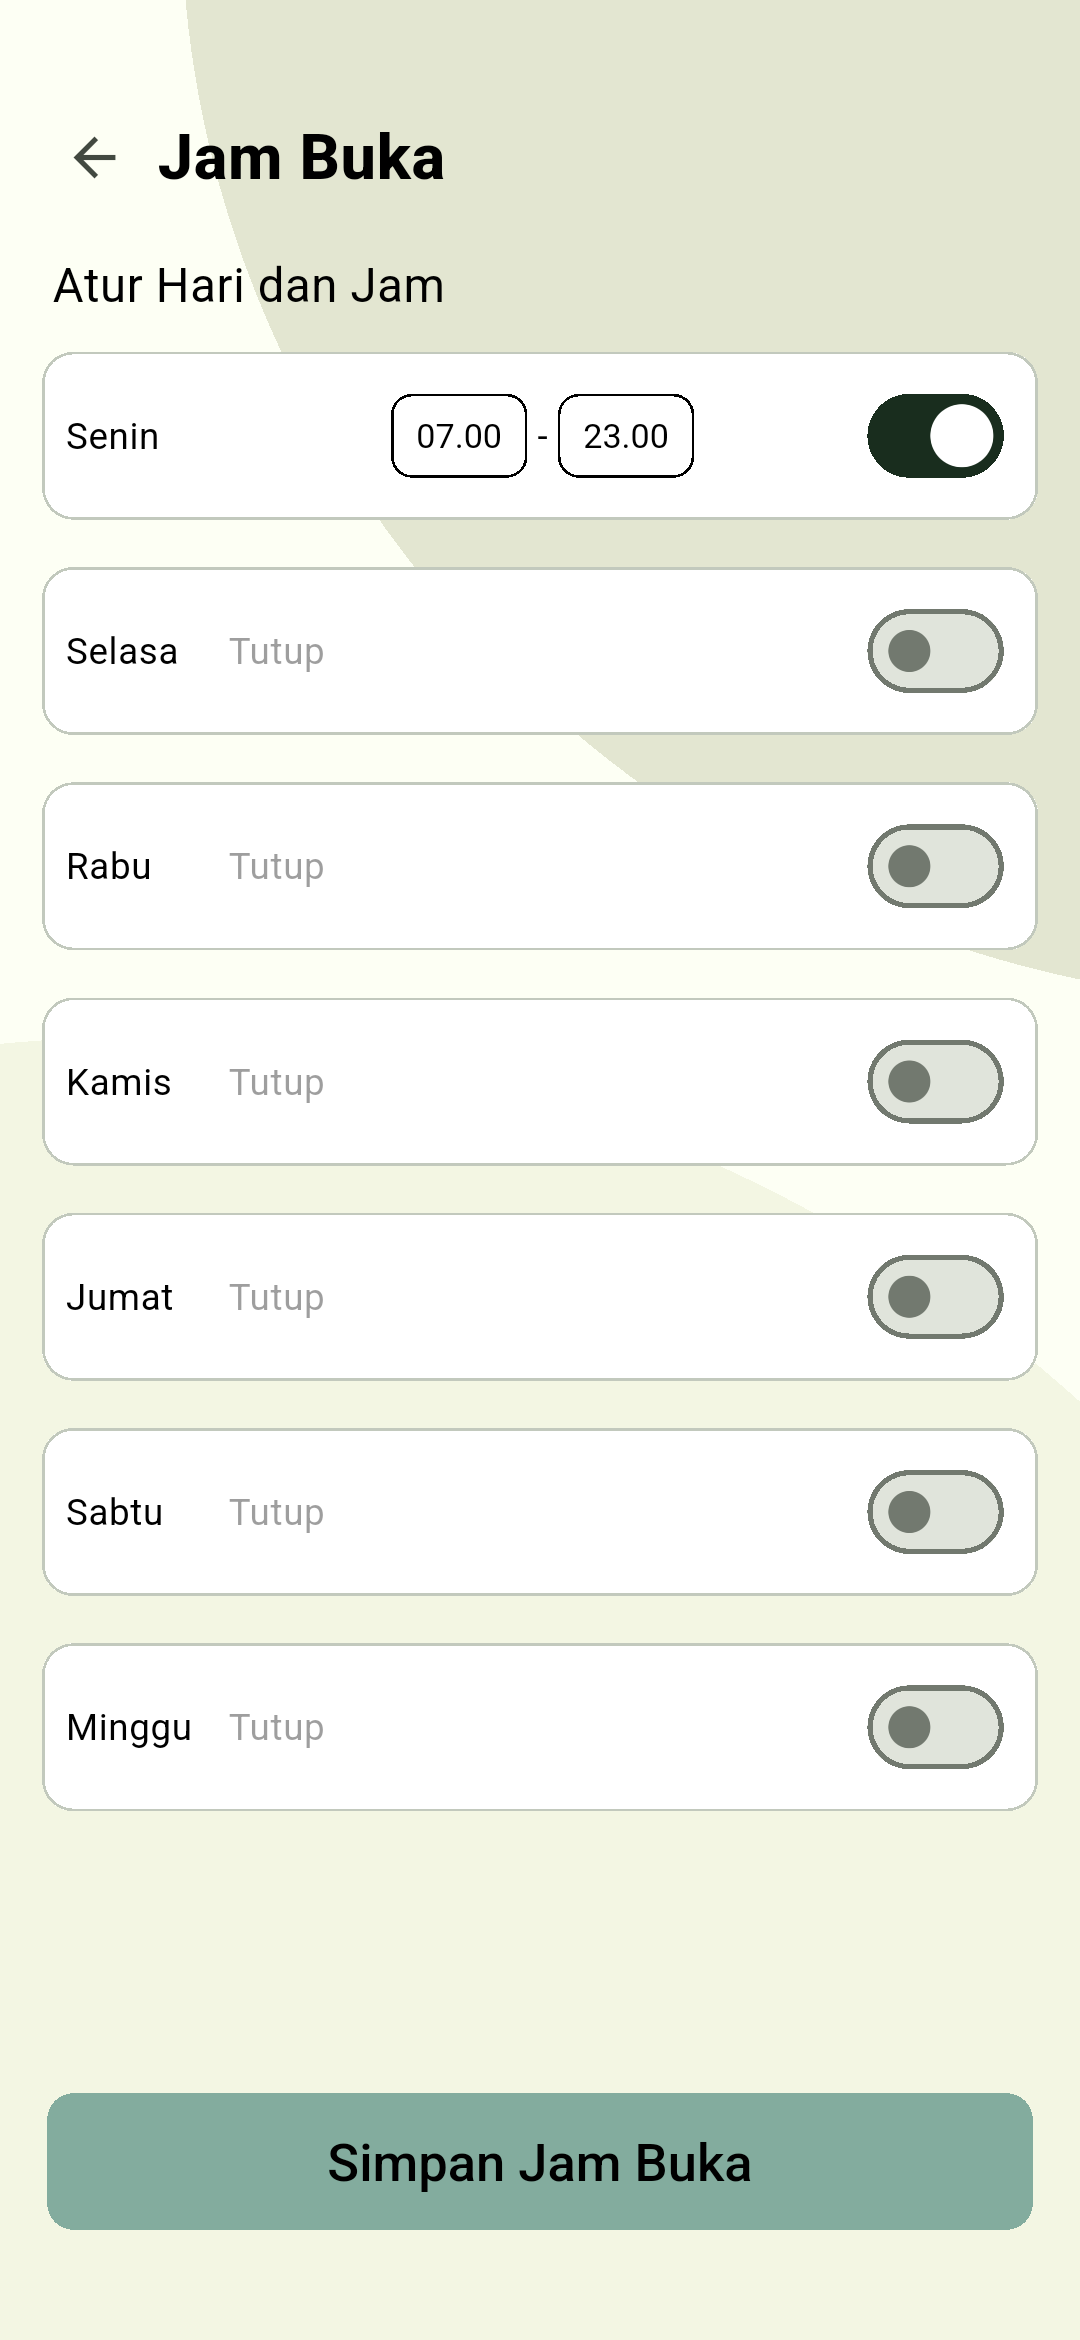 Jam Buka
Atur Hari dan Jam
Senin 07.00 - 23.00
Selasa Tutup
Rabu Tutup
Kamis Tutup
Jumat Tutup
Sabtu Tutup
Minggu Tutup
Simpan Jam Buka